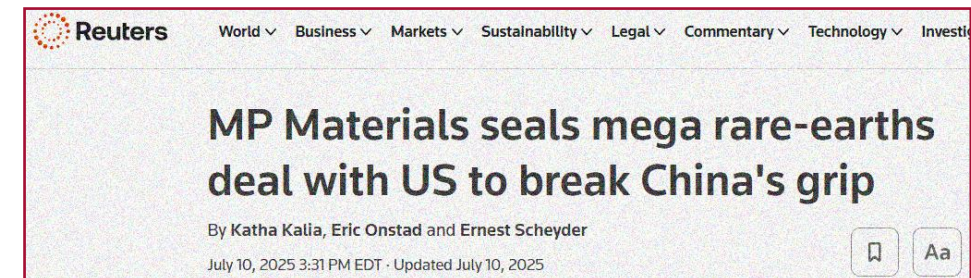 Reuters World Business Markets Sustainability Legal Commentary Technology Investi
MP Materials seals mega rare-earths
deal with US to break China's grip
By Katha Kalia, Eric Onstad and Ernest Scheyder
July 10, 2025 3:31 PM EDT · Updated July 10, 2025
Aa